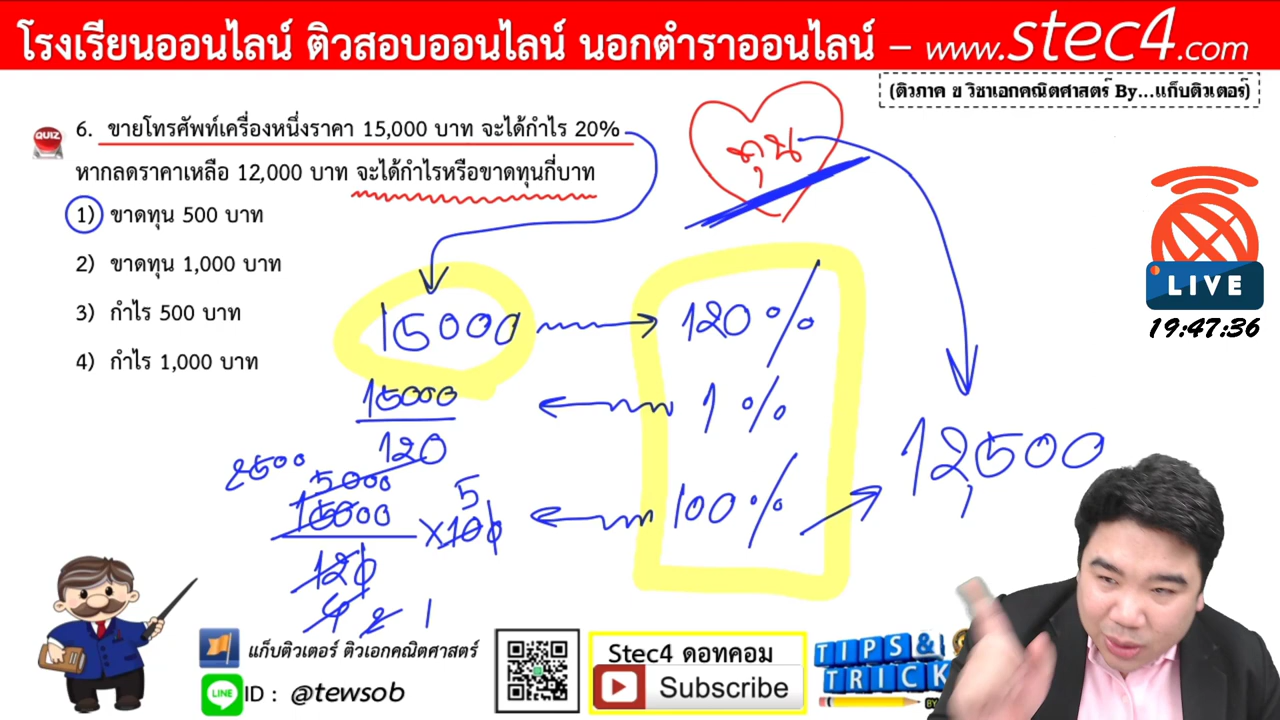 โรงเรียนออนไลน์ ติวสอบออนไลน์ นอกตำราออนไลน์ – www.stec4.com
(ติวภาค ข วิชาเอกคณิตศาสตร์ By...แก็บติวเตอร์)
QUIZ
6. ขายโทรศัพท์เครื่องหนึ่งราคา 15,000 บาท จะได้กำไร 20%
หากลดราคาเหลือ 12,000 บาท จะได้กำไรหรือขาดทุนกี่บาท
1) ขาดทุน 500 บาท
2) ขาดทุน 1,000 บาท
3) กำไร 500 บาท
4) กำไร 1,000 บาท
ทุน
LIVE
19:47:36
15000 120%
15000 1%
120
12,500
2500 5000 5
15000 ×100 100%
120
4 2 1
แก็บติวเตอร์ ติวเอกคณิตศาสตร์
LINE ID : @tewsob
Stec4 ดอทคอม
Subscribe
TIPS &
TRICK
BY